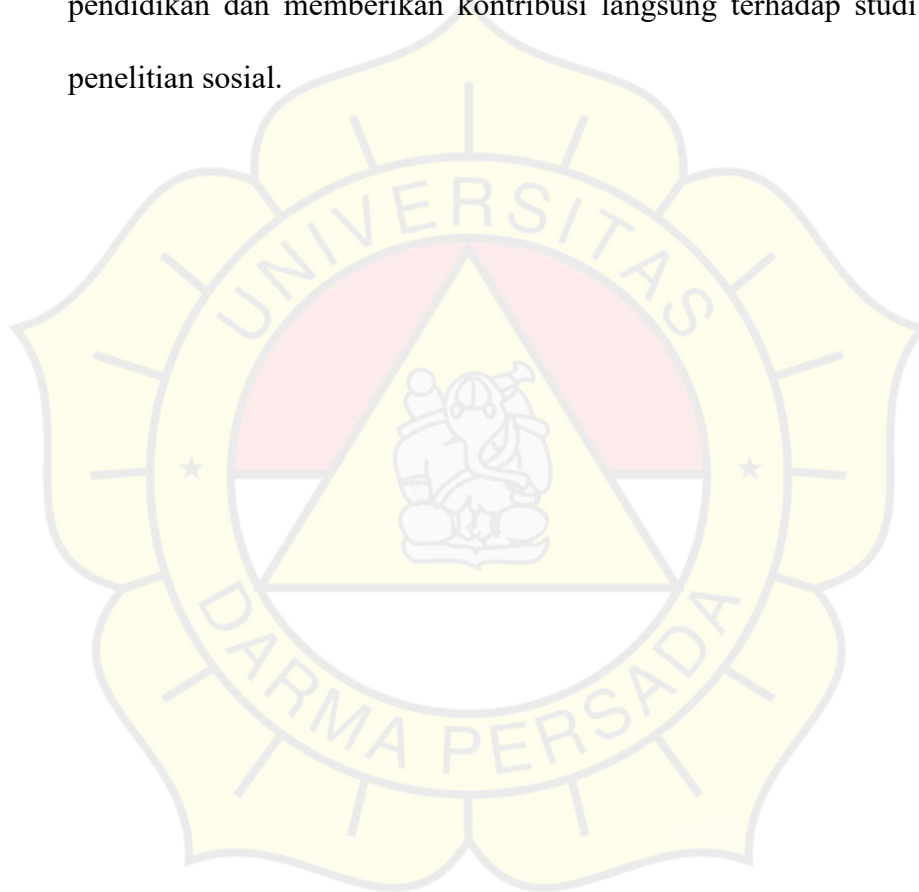 pendidikan dan memberikan kontribusi langsung terhadap studi
penelitian sosial.
UNIVERSITAS
DARMA PERSADA